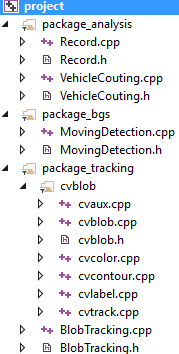 project
package_analysis
Record.cpp
Record.h
VehicleCouting.cpp
VehicleCouting.h
package_bgs
MovingDetection.cpp
MovingDetection.h
package_tracking
cvblob
cvaux.cpp
cvblob.cpp
cvblob.h
cvcolor.cpp
cvcontour.cpp
cvlabel.cpp
cvtrack.cpp
BlobTracking.cpp
BlobTracking.h